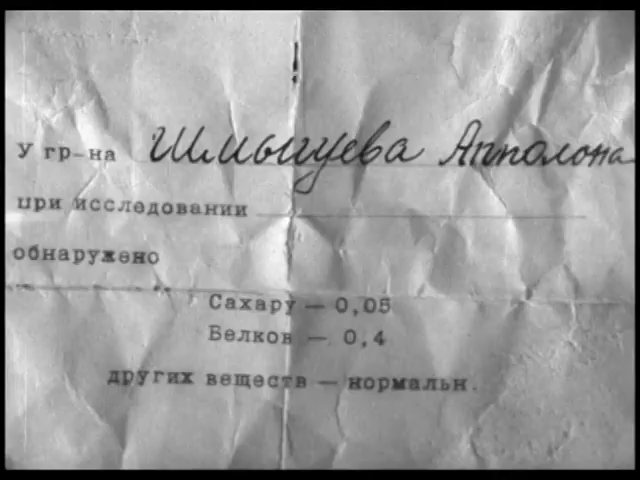 У гр-на Шмыгуева Апполона
при исследовании
обнаружено
Сахару — 0,05
Белков — 0,4
других веществ — нормальн.